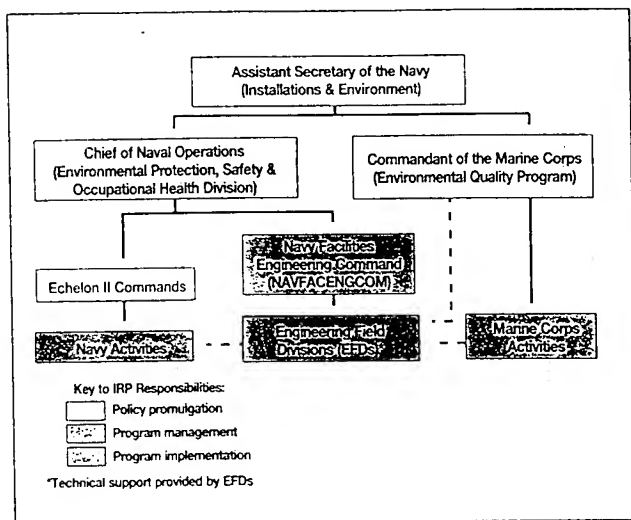 Assistant Secretary of the Navy
(Installations & Environment)
Chief of Naval Operations
(Environmental Protection, Safety &
Occupational Health Division)
Commandant of the Marine Corps
(Environmental Quality Program)
Navy Facilities
Engineering Command
(NAVFACENGCOM)
Echelon II Commands
Navy Activities
Engineering Field
Divisions (EFDs)*
Marine Corps
Activities
Key to IRP Responsibilities:
Policy promulgation
Program management
Program implementation
*Technical support provided by EFDs